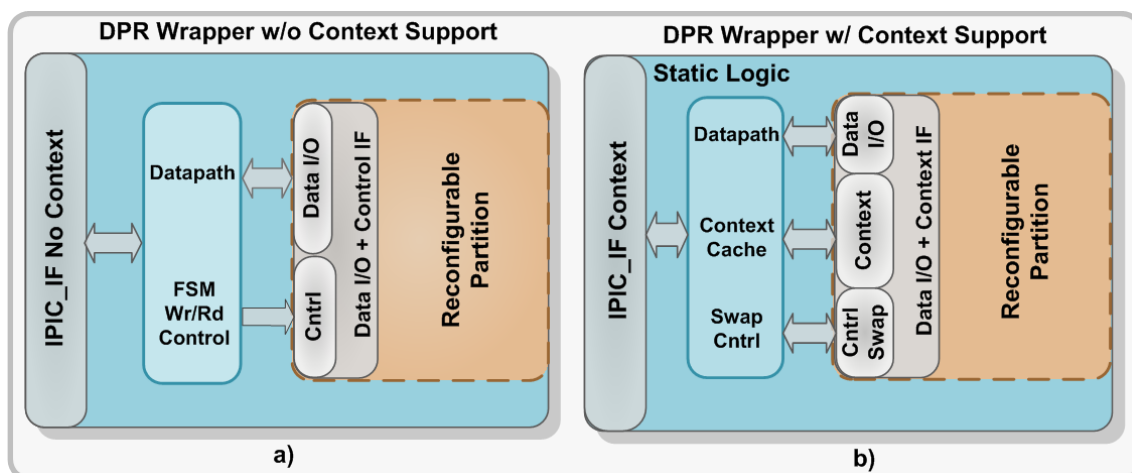 DPR Wrapper w/o Context Support
IPIC_IF No Context
Datapath
FSM
Wr/Rd
Control
Data I/O
Cntrl
Data I/O + Control IF
Reconfigurable
Partition
a)
DPR Wrapper w/ Context Support
Static Logic
IPIC_IF Context
Datapath
Context
Cache
Swap
Cntrl
Data
I/O
Context
Cntrl
Swap
Data I/O + Context IF
Reconfigurable
Partition
b)